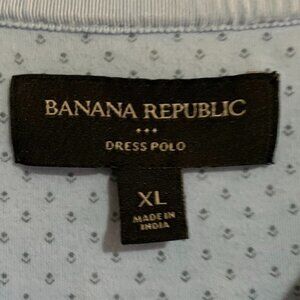 BANANA REPUBLIC
DRESS POLO
XL
MADE IN
INDIA